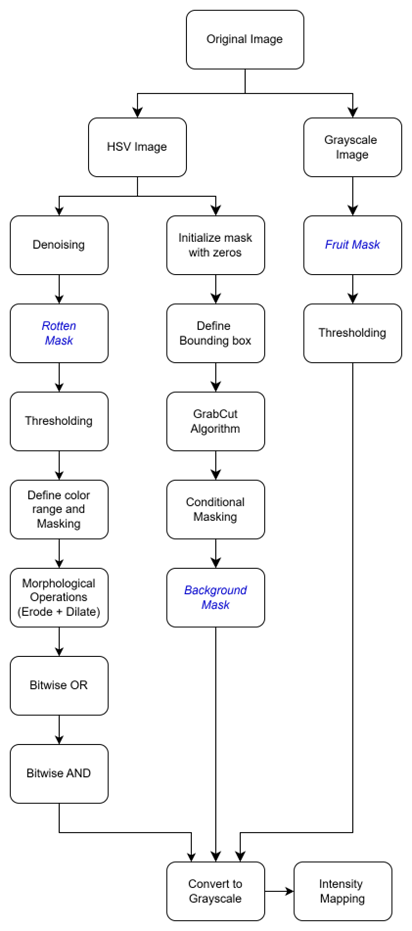 Original Image
HSV Image
Grayscale
Image
Denoising
Initialize mask
with zeros
Fruit Mask
Rotten
Mask
Define
Bounding box
Thresholding
Thresholding
GrabCut
Algorithm
Define color
range and
Masking
Conditional
Masking
Morphological
Operations
(Erode + Dilate)
Background
Mask
Bitwise OR
Bitwise AND
Convert to
Grayscale
Intensity
Mapping